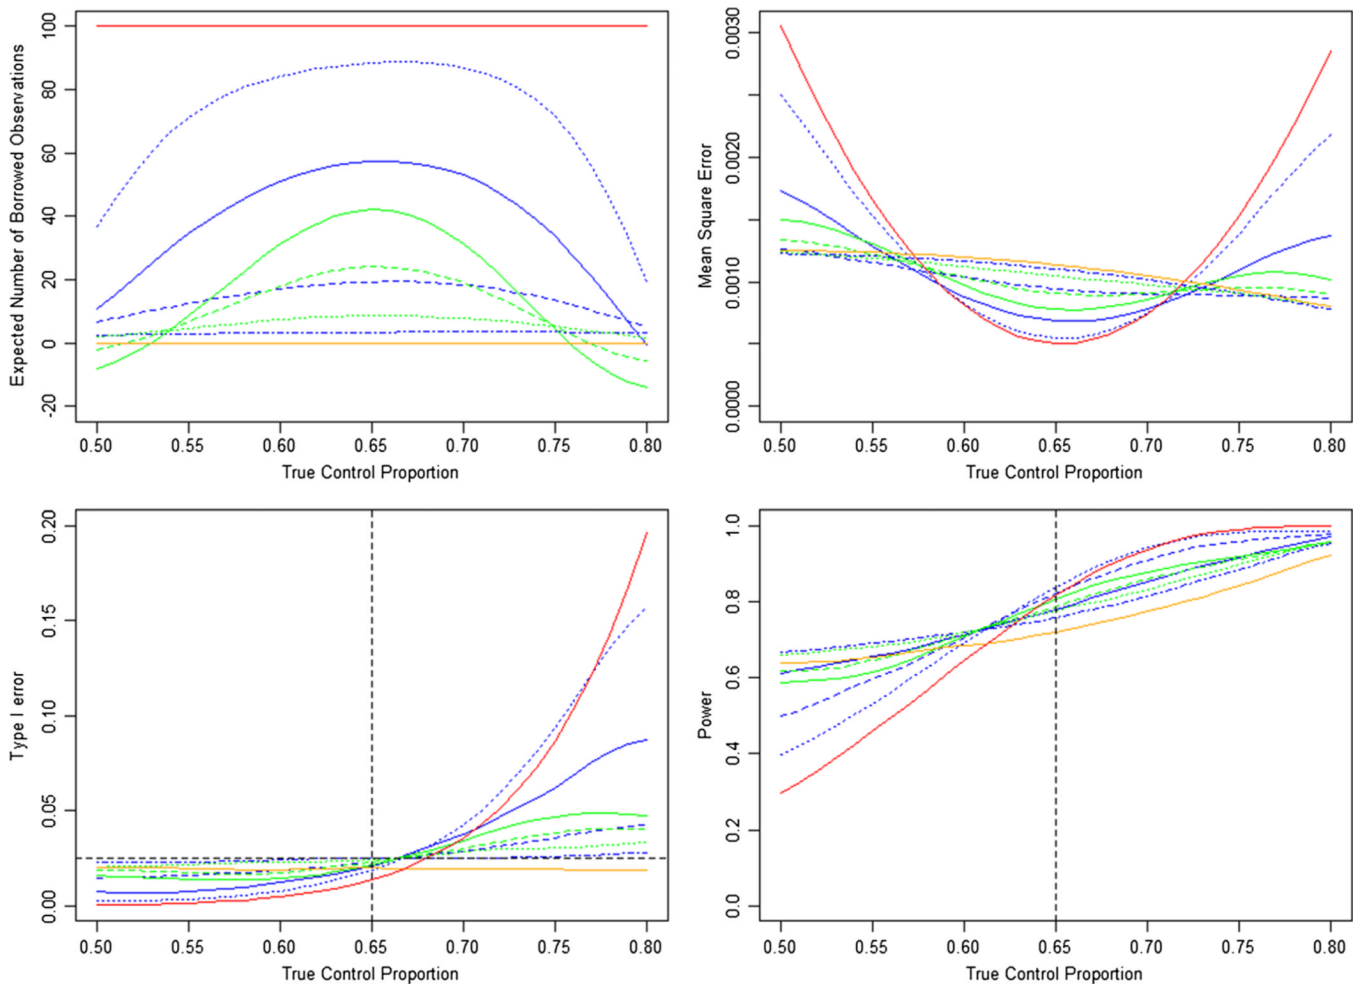 Expected Number of Borrowed Observations
100
80
60
40
20
0
-20
0.50 0.55 0.60 0.65 0.70 0.75 0.80
True Control Proportion
Mean Square Error
0.0030
0.0020
0.0010
0.0000
0.50 0.55 0.60 0.65 0.70 0.75 0.80
True Control Proportion
Type I error
0.20
0.15
0.10
0.05
0.00
0.50 0.55 0.60 0.65 0.70 0.75 0.80
True Control Proportion
Power
1.0
0.8
0.6
0.4
0.2
0.0
0.50 0.55 0.60 0.65 0.70 0.75 0.80
True Control Proportion